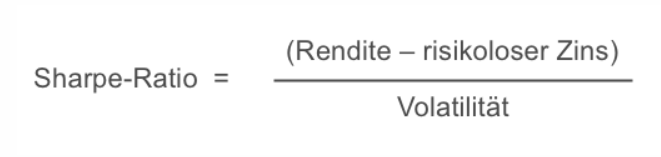 (Rendite – risikoloser Zins)
Sharpe-Ratio =
Volatilität